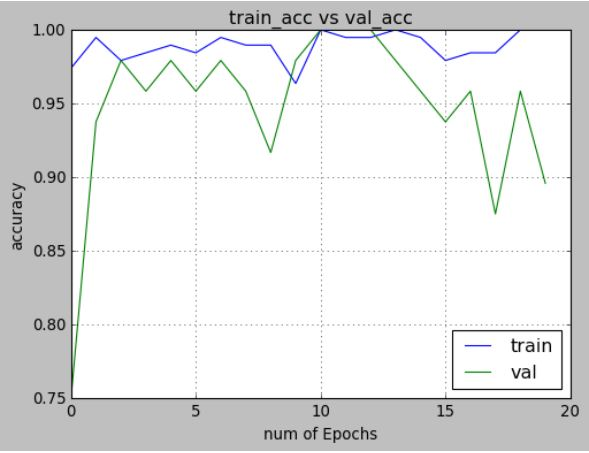 train_acc vs val_acc
1.00
0.95
0.90
0.85
0.80
0.75
accuracy
0 5 10 15 20
num of Epochs
train
val